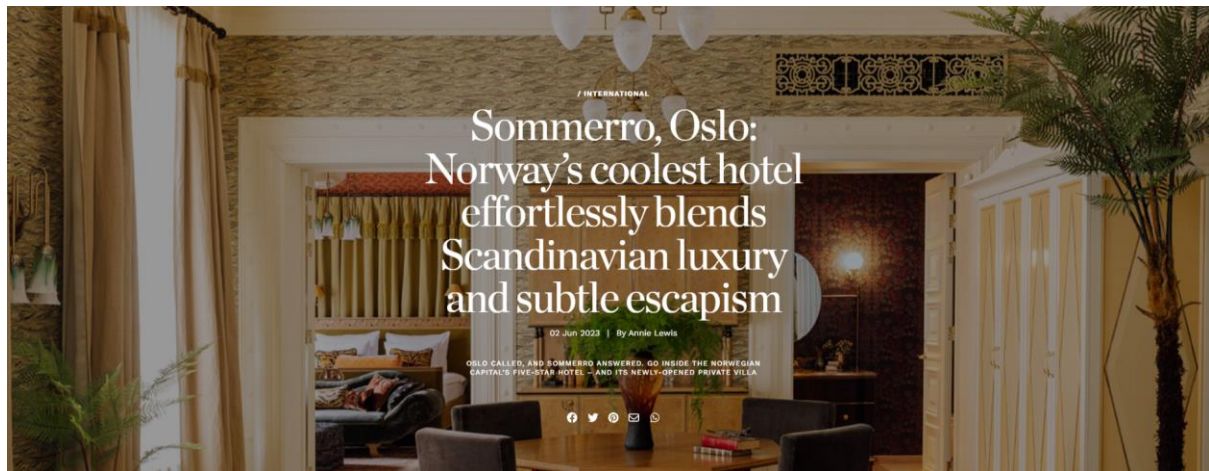 / INTERNATIONAL
Sommerro, Oslo:
Norway’s coolest hotel
effortlessly blends
Scandinavian luxury
and subtle escapism
02 Jun 2023 | By Annie Lewis
OSLO CALLED, AND SOMMERRO ANSWERED. GO INSIDE THE NORWEGIAN
CAPITAL’S FIVE-STAR HOTEL – AND ITS NEWLY-OPENED PRIVATE VILLA